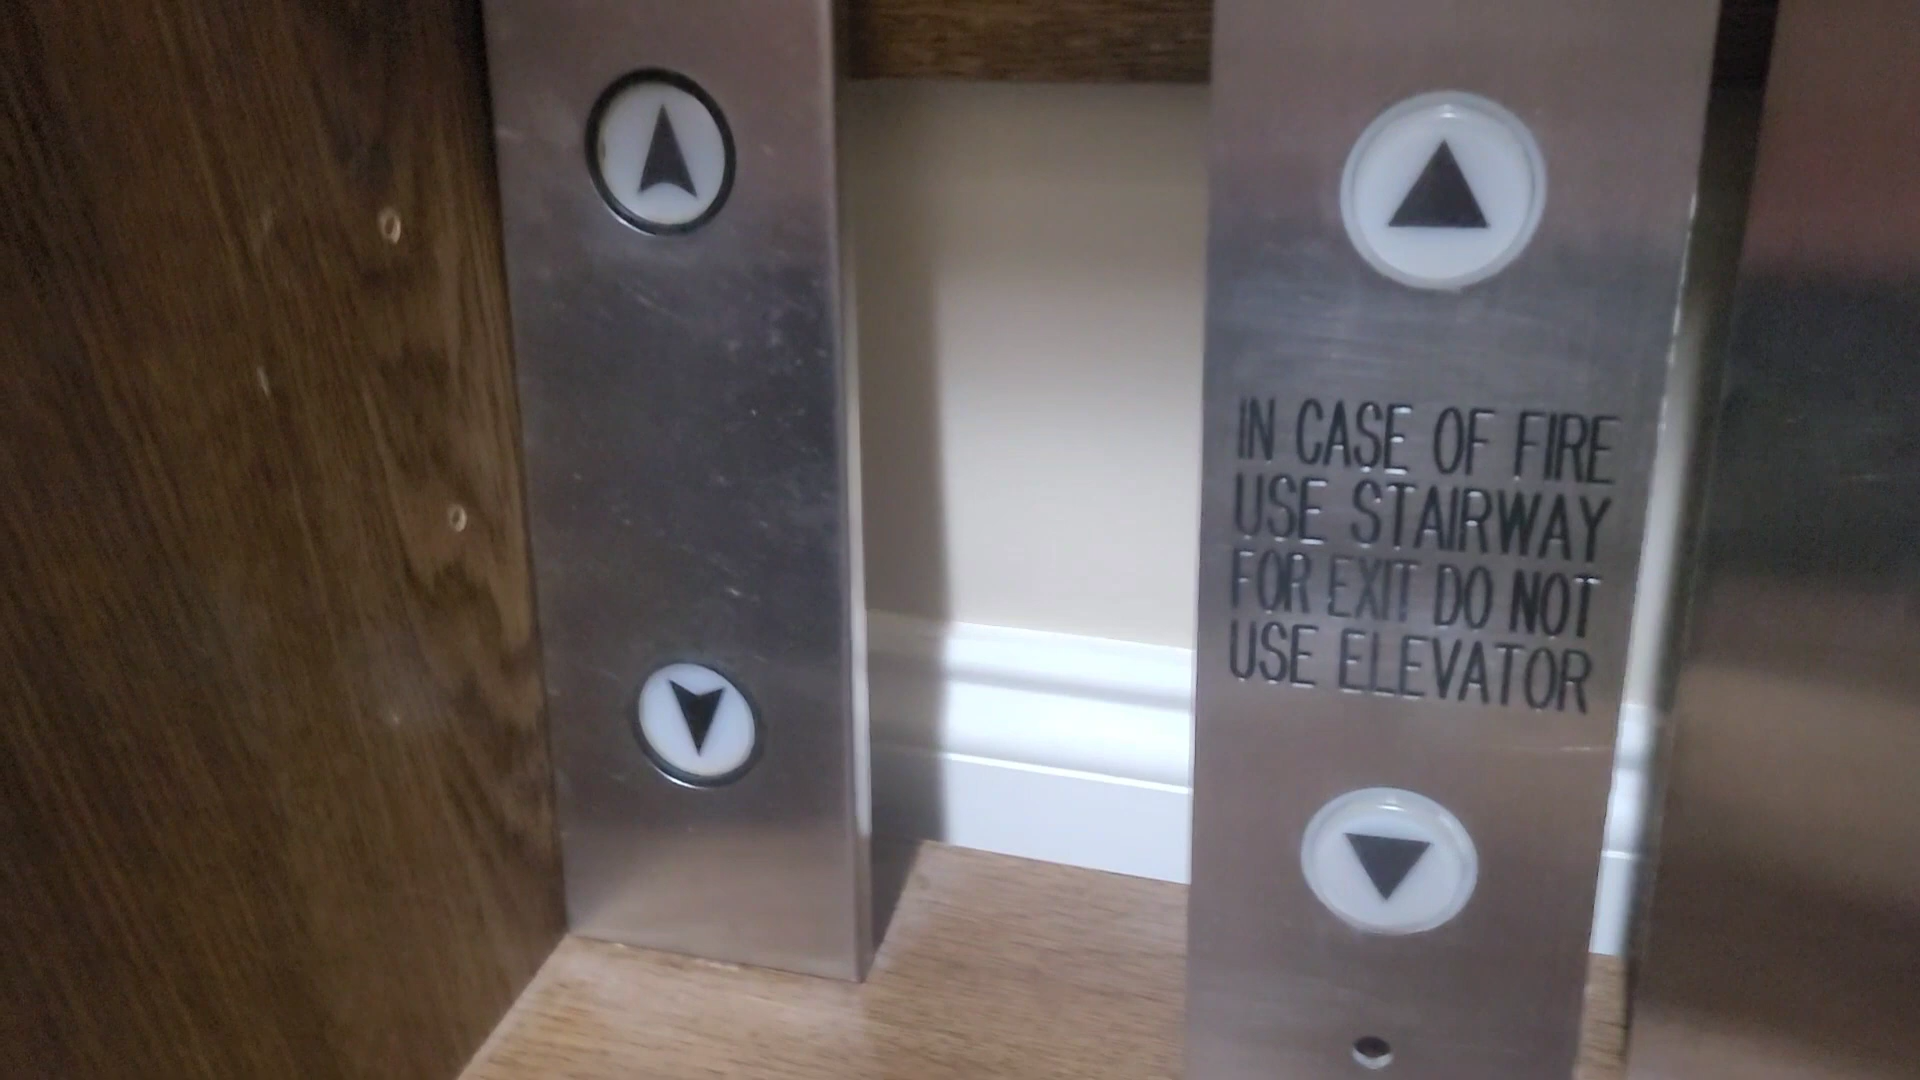 IN CASE OF FIRE
USE STAIRWAY
FOR EXIT DO NOT
USE ELEVATOR